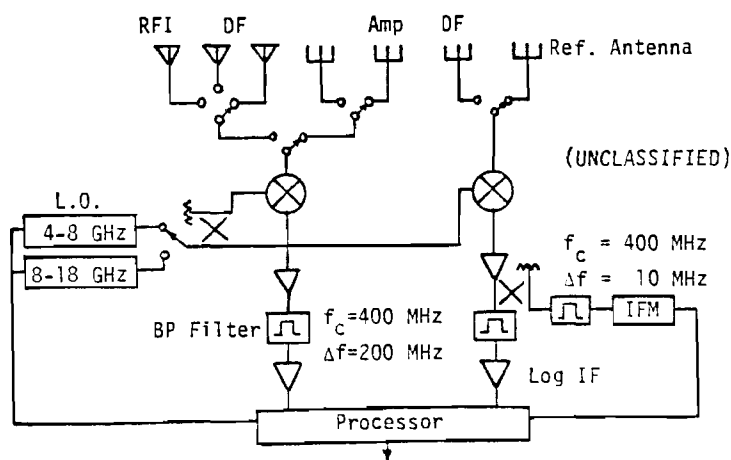 RFI DF Amp DF
Ref. Antenna
(UNCLASSIFIED)
L.O.
4-8 GHz
8-18 GHz
f_c = 400 MHz
Δf = 10 MHz
IFM
BP Filter
f_c=400 MHz
Δf=200 MHz
Log IF
Processor